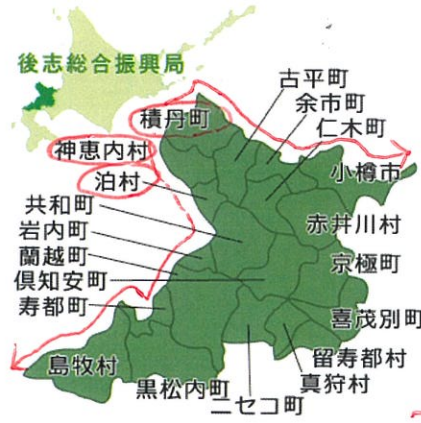 後志総合振興局
古平町
余市町
積丹町
仁木町
神恵内村
小樽市
泊村
共和町
赤井川村
岩内町
蘭越町
京極町
倶知安町
寿都町
喜茂別町
島牧村
留寿都村
黒松内町
真狩村
ニセコ町